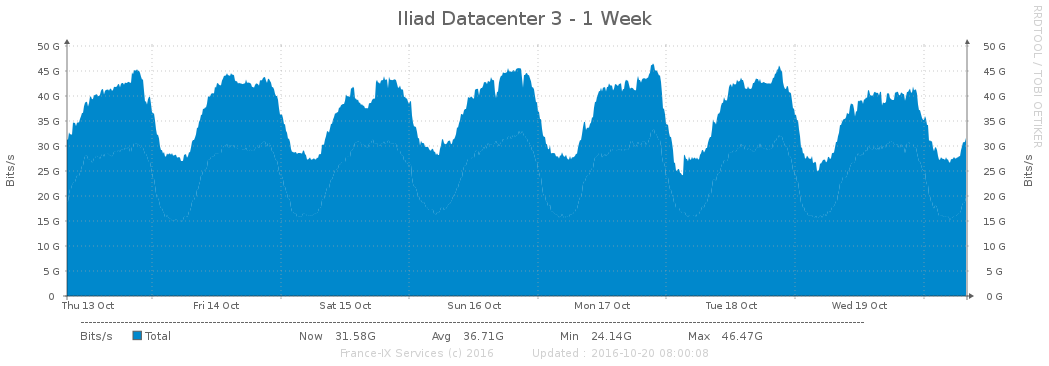 Iliad Datacenter 3 - 1 Week
RRDTOOL / TOBI OETIKER
50 G 50 G
45 G 45 G
40 G 40 G
35 G 35 G
30 G 30 G
25 G 25 G
20 G 20 G
15 G 15 G
10 G 10 G
5 G 5 G
0 0 G
Bits/s Bits/s
Thu 13 Oct Fri 14 Oct Sat 15 Oct Sun 16 Oct Mon 17 Oct Tue 18 Oct Wed 19 Oct
Bits/s Total Now 31.58G Avg 36.71G Min 24.14G Max 46.47G
France-IX Services (c) 2016 Updated : 2016-10-20 08:00:08